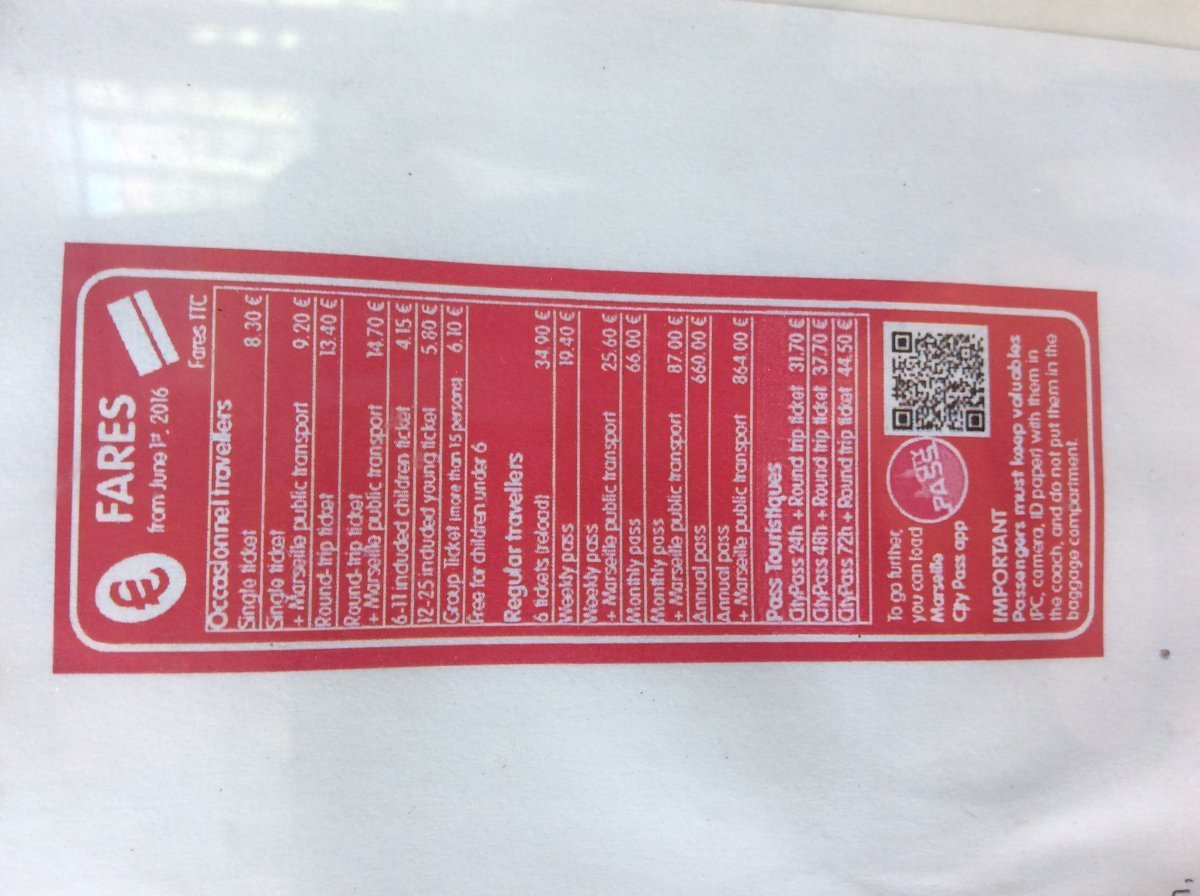 FARES
from June 1st, 2016
Fares TTC
Occasionnel travellers
Single ticket 8.30 €
Single ticket
+ Marseille public transport 9.20 €
Round-trip ticket 13.40 €
Round-trip ticket
+ Marseille public transport 14.70 €
6-11 included children ticket 4.15 €
12-25 included young ticket 5.80 €
Group Ticket (more than 15 persons) 6.10 €
Free for children under 6
Regular travellers
6 tickets (reload) 34.90 €
Weekly pass 19.40 €
Weekly pass
+ Marseille public transport 25.60 €
Monthly pass 66.00 €
Monthly pass
+ Marseille public transport 87.00 €
Annual pass 660.00 €
Annual pass
+ Marseille public transport 864.00 €
Pass Touristiques
CityPass 24h + Round trip ticket 31.70 €
CityPass 48h + Round trip ticket 37.70 €
CityPass 72h + Round trip ticket 44.50 €
To go further,
you can load
Marseille
City Pass app
CITY
PASS
IMPORTANT
Passengers must keep valuables
(PC, camera, ID paper) with them in
the coach, and do not put them in the
baggage compartment.